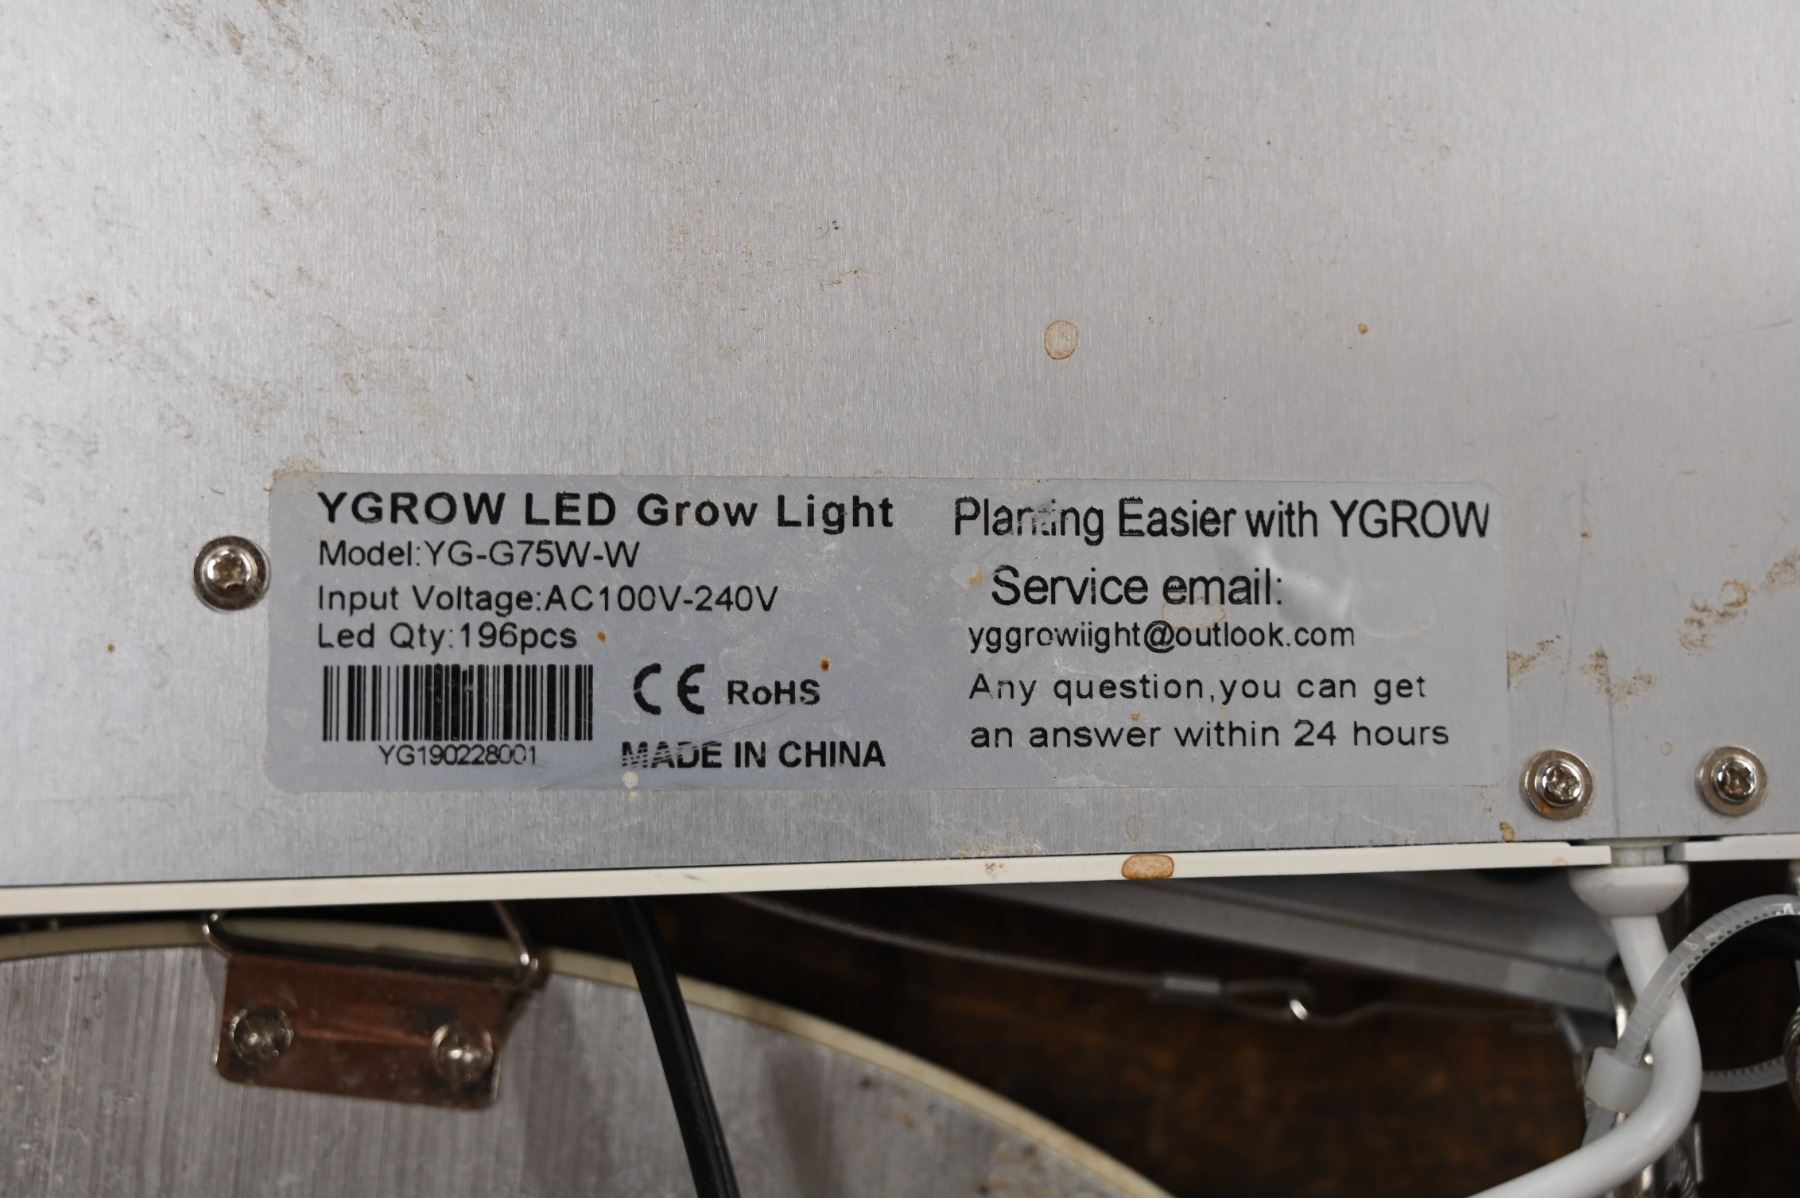 YGROW LED Grow Light
Model:YG-G75W-W
Input Voltage:AC100V-240V
Led Qty:196pcs
CE RoHS
YG190228001
MADE IN CHINA
Planting Easier with YGROW
Service email:
yggrowlight@outlook.com
Any question,you can get
an answer within 24 hours